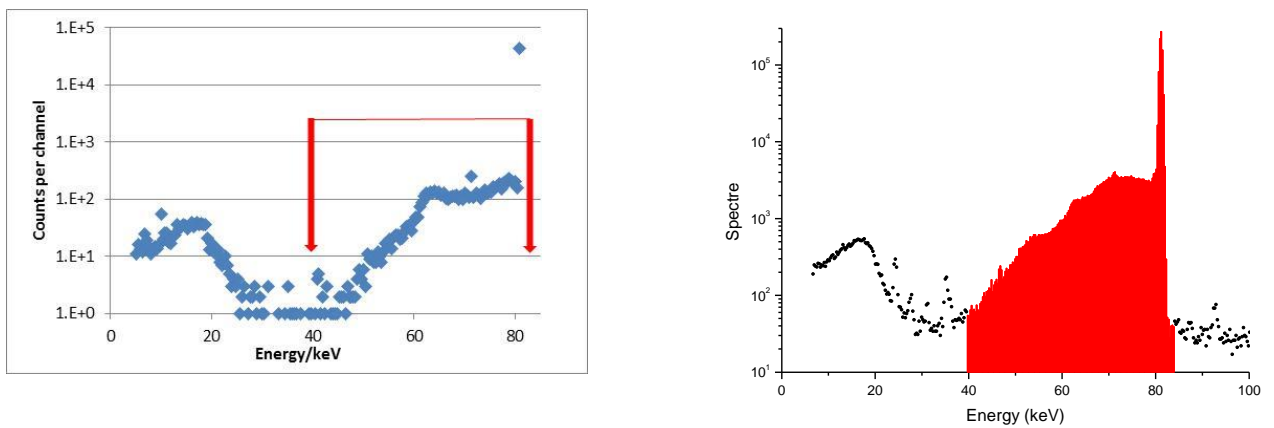 1.E+5
1.E+4
1.E+3
1.E+2
1.E+1
1.E+0
Counts per channel
0 20 40 60 80
Energy/keV
10^5
10^4
10^3
10^2
10^1
Spectre
0 20 40 60 80 100
Energy (keV)